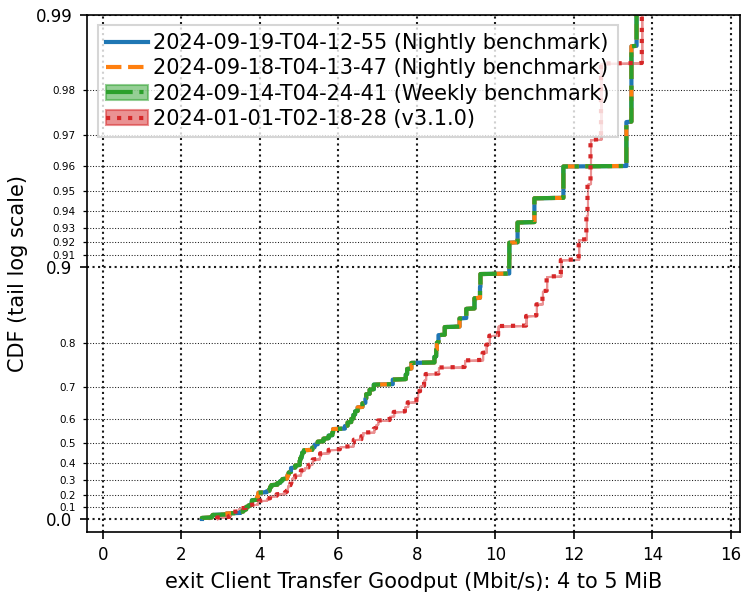 0.99
2024-09-19-T04-12-55 (Nightly benchmark)
2024-09-18-T04-13-47 (Nightly benchmark)
2024-09-14-T04-24-41 (Weekly benchmark)
2024-01-01-T02-18-28 (v3.1.0)
0.98
0.97
0.96
0.95
0.94
0.93
0.92
0.91
0.9
0.8
0.7
0.6
0.5
0.4
0.3
0.2
0.1
0.0
CDF (tail log scale)
0 2 4 6 8 10 12 14 16
exit Client Transfer Goodput (Mbit/s): 4 to 5 MiB